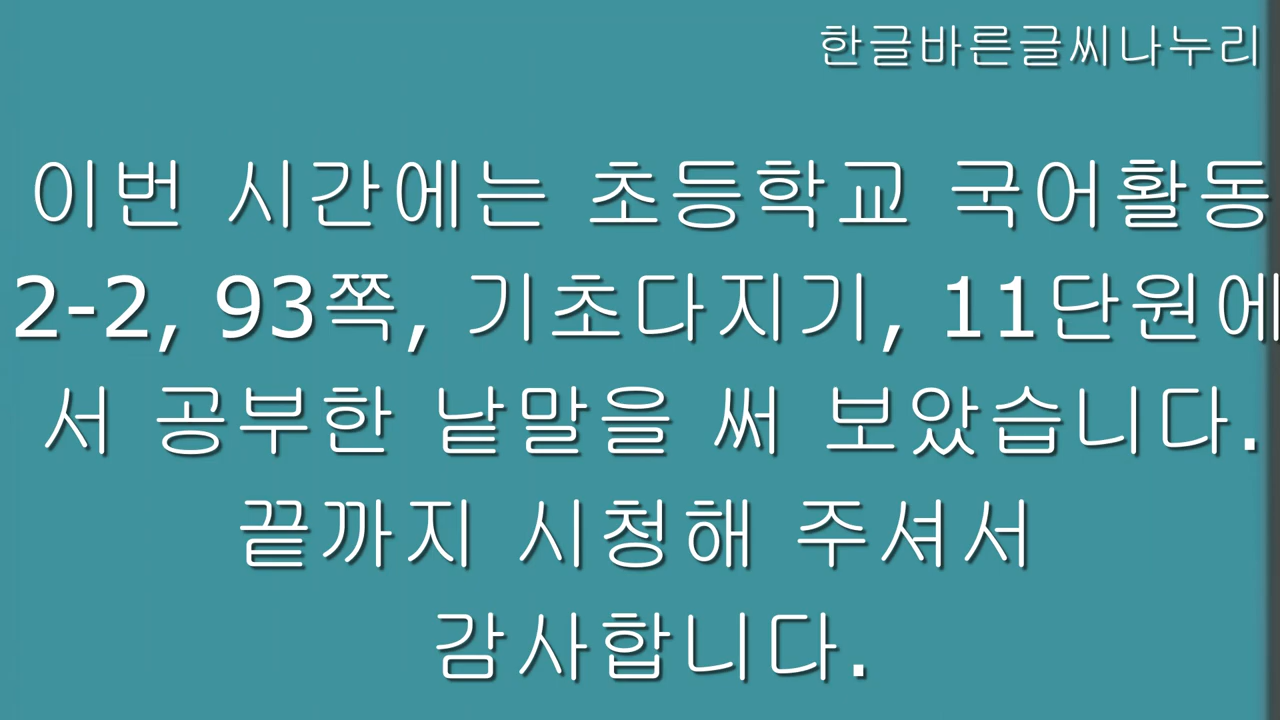 한글바른글씨나누리
이번 시간에는 초등학교 국어활동
2-2, 93쪽, 기초다지기, 11단원에
서 공부한 낱말을 써 보았습니다.
끝까지 시청해 주셔서
감사합니다.